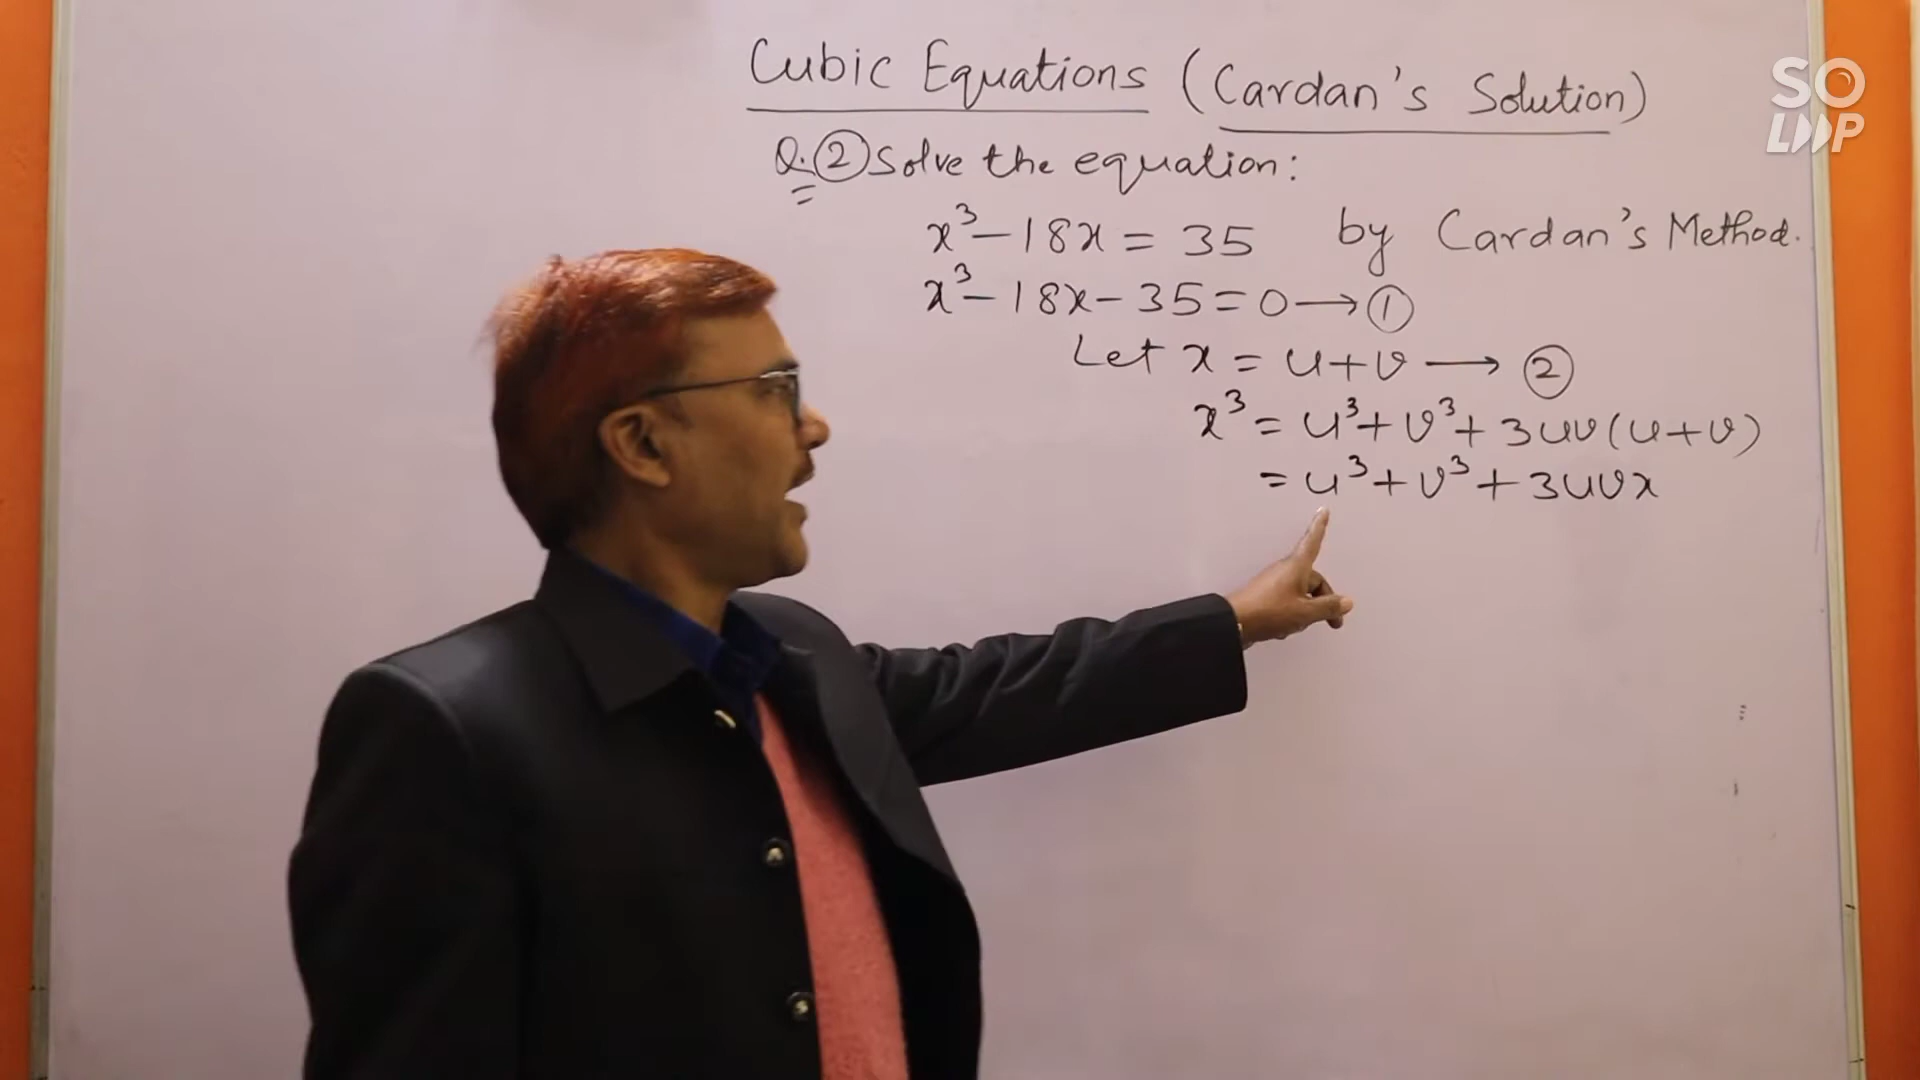 Cubic Equations (Cardan's Solution)
Q. ② Solve the equation:
x³ - 18x = 35 by Cardan's Method.
x³ - 18x - 35 = 0 → ①
Let x = u + v → ②
x³ = u³ + v³ + 3uv(u + v)
= u³ + v³ + 3uvx
SO
LOOP